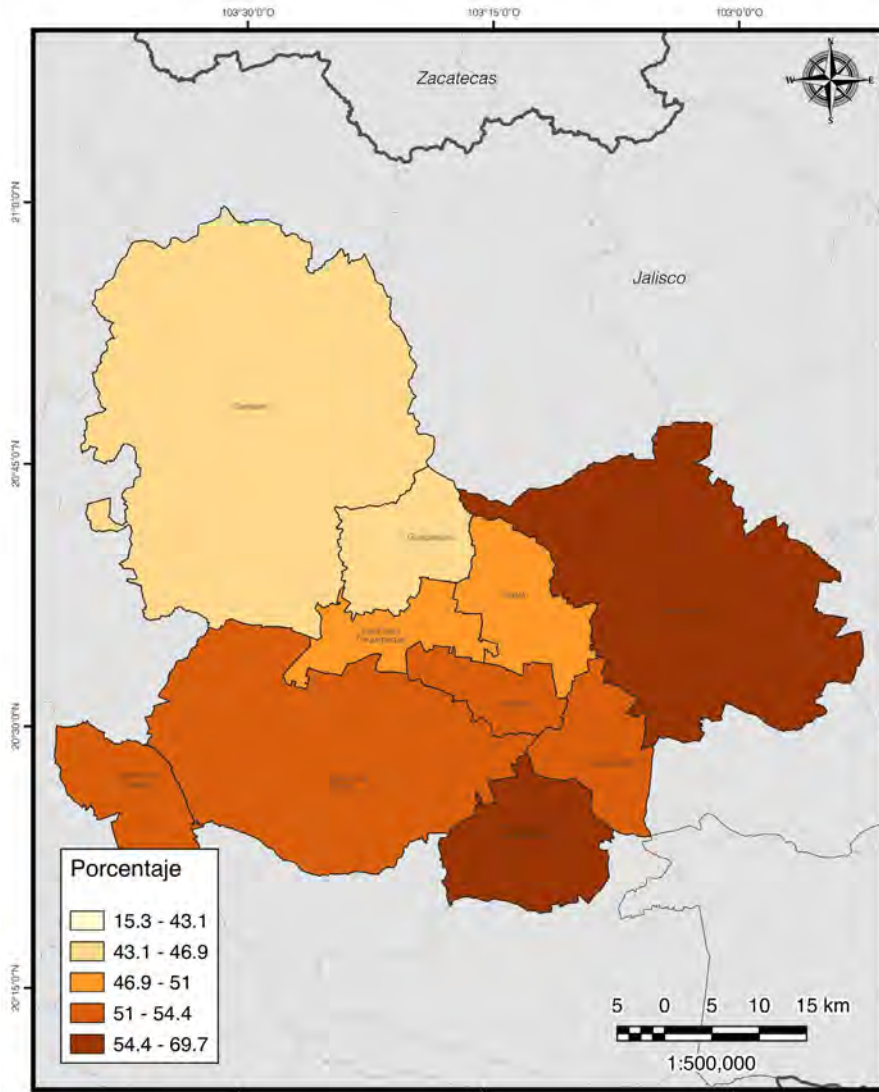 103°30'0"O 103°15'0"O 103°0'0"O
Zacatecas
N
W E
S
21°0'0"N
Jalisco
20°45'0"N
20°30'0"N
20°15'0"N
Porcentaje
15.3 - 43.1
43.1 - 46.9
46.9 - 51
51 - 54.4
54.4 - 69.7
5 0 5 10 15 km
1:500,000